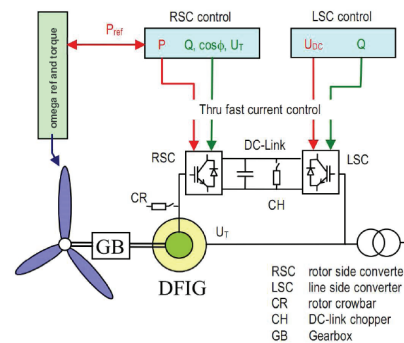 RSC control
LSC control
Pref
P Q, cosϕ, UT
UDC Q
omega ref and torque
Thru fast current control
DC-Link
RSC
LSC
CR
CH
UT
GB
DFIG
RSC rotor side converte
LSC line side converter
CR rotor crowbar
CH DC-link chopper
GB Gearbox